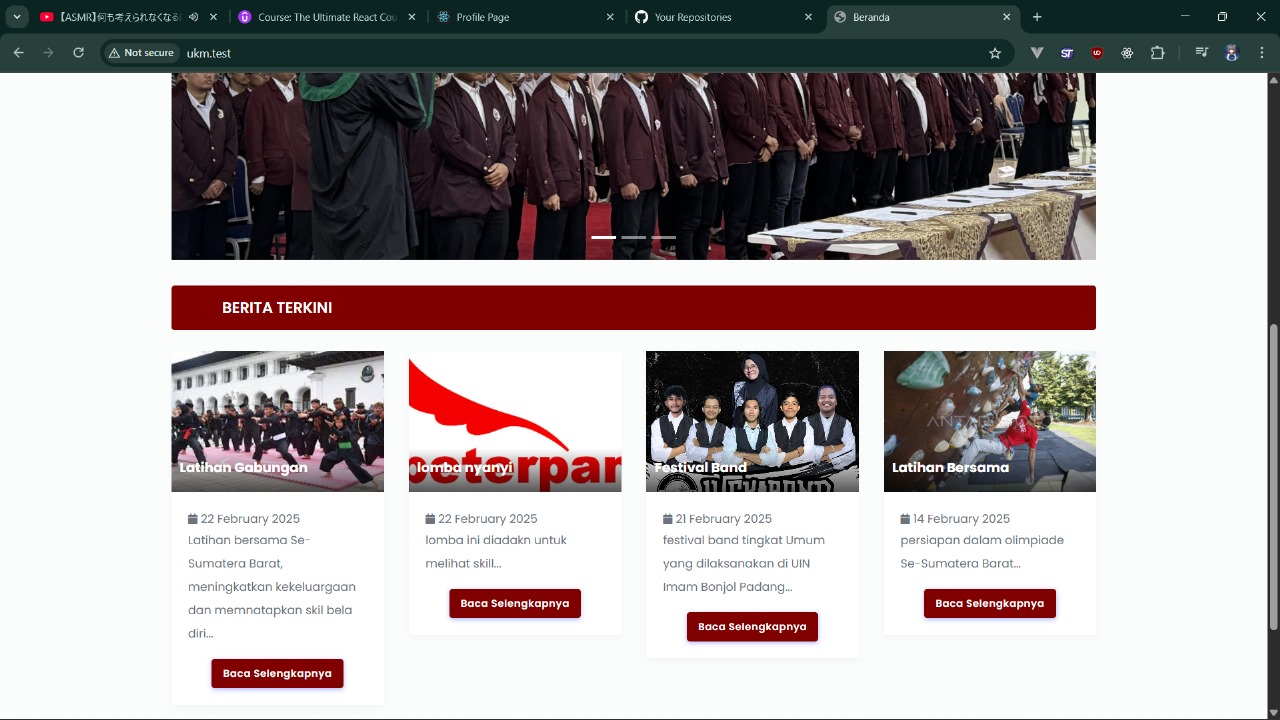 【ASMR】何も考えられなくなる
Course: The Ultimate React Cou
Profile Page
Your Repositories
Beranda
Not secure
ukm.test
BERITA TERKINI
Latihan Gabungan
22 February 2025
Latihan bersama Se-
Sumatera Barat,
meningkatkan kekeluargaan
dan memnatapkan skil bela
diri...
Baca Selengkapnya
peterpan
lomba nyanyi
22 February 2025
lomba ini diadakn untuk
melihat skill...
Baca Selengkapnya
Festival Band
21 February 2025
festival band tingkat Umum
yang dilaksanakan di UIN
Imam Bonjol Padang...
Baca Selengkapnya
ANTA
Latihan Bersama
14 February 2025
persiapan dalam olimpiade
Se-Sumatera Barat...
Baca Selengkapnya